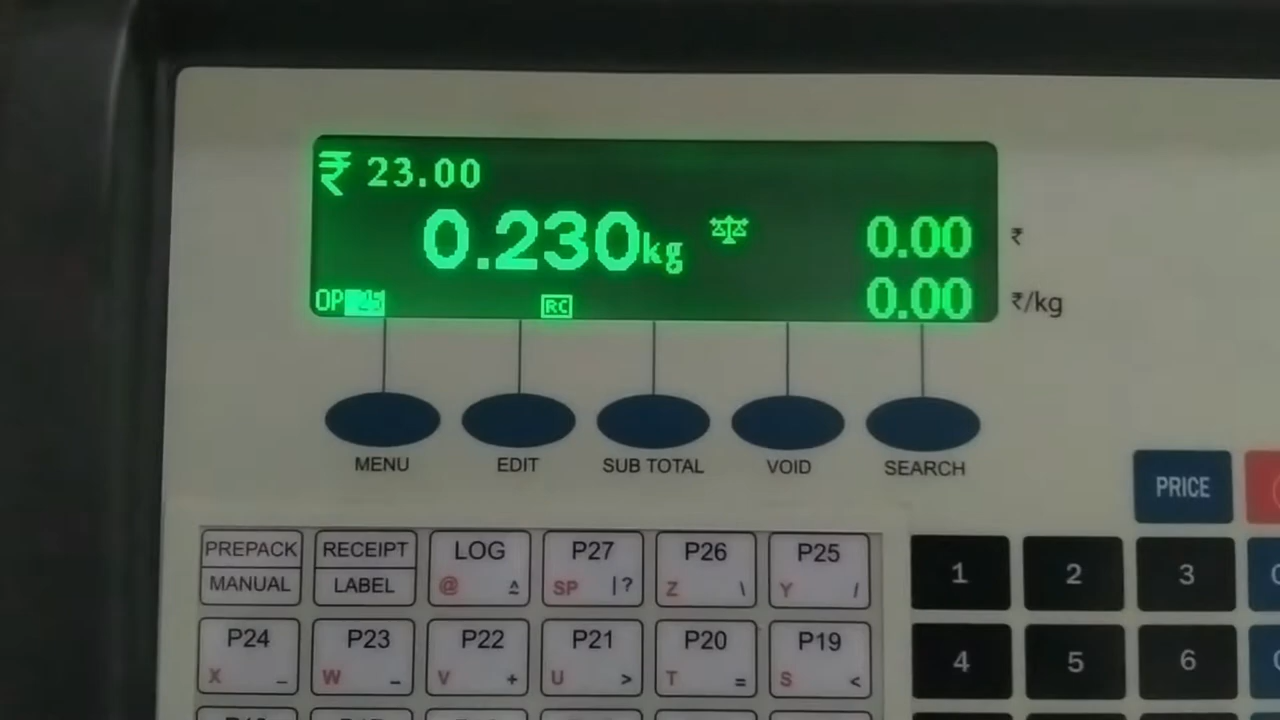 ₹ 23.00
0.230kg
0.00 ₹
0.00 ₹/kg
OP
RC
MENU EDIT SUB TOTAL VOID SEARCH
PRICE
PREPACK RECEIPT LOG P27 P26 P25
MANUAL LABEL @ ^ SP |? Z \ Y /
1 2 3
P24 P23 P22 P21 P20 P19
X _ W – V + U > T = S <
4 5 6